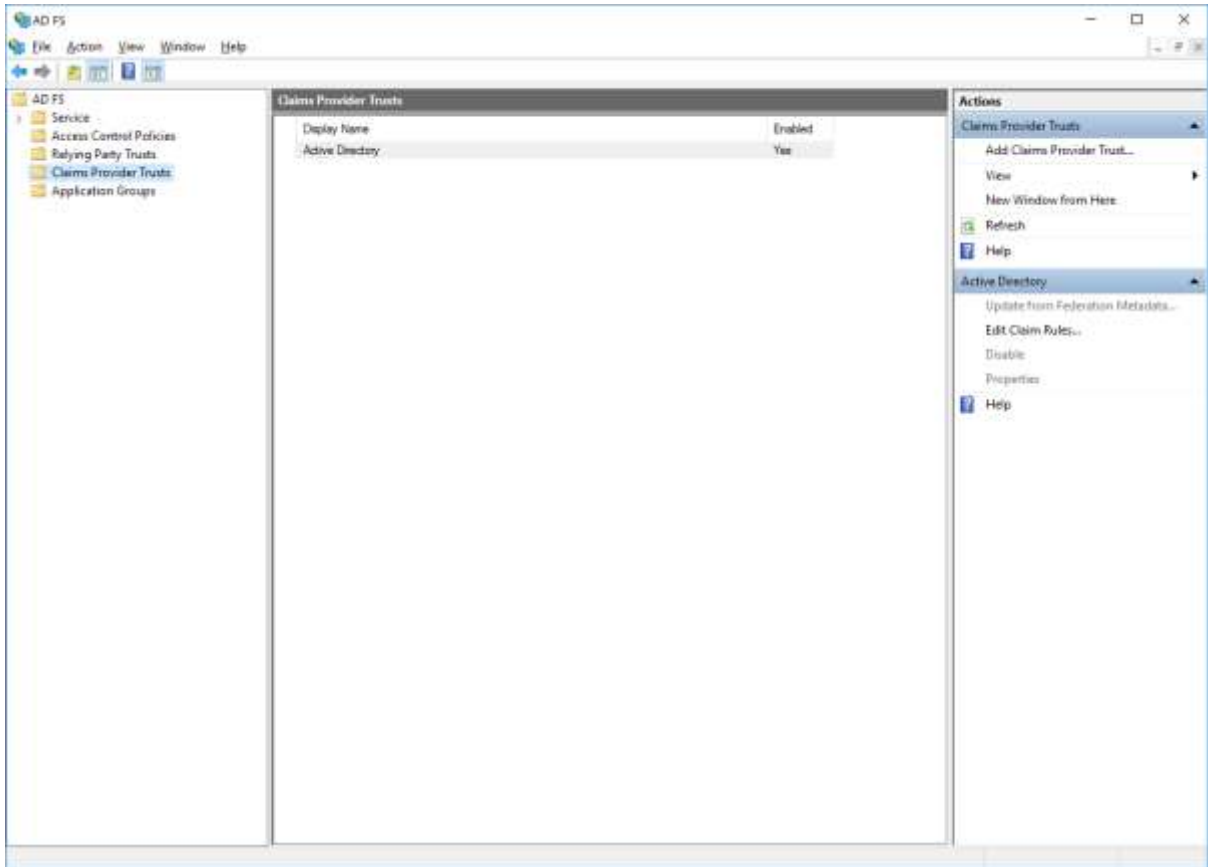 AD FS
File Action View Window Help
AD FS
Service
Access Control Policies
Relying Party Trusts
Claims Provider Trusts
Application Groups
Claims Provider Trusts
Display Name Enabled
Active Directory Yes
Actions
Claims Provider Trusts
Add Claims Provider Trust...
View
New Window from Here
Refresh
Help
Active Directory
Update from Federation Metadata...
Edit Claim Rules...
Disable
Properties
Help